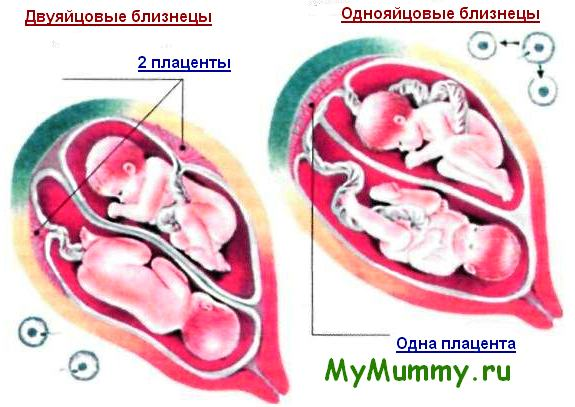 Двуяйцовые близнецы
Однояйцовые близнецы
2 плаценты
Одна плацента
MyMummy.ru